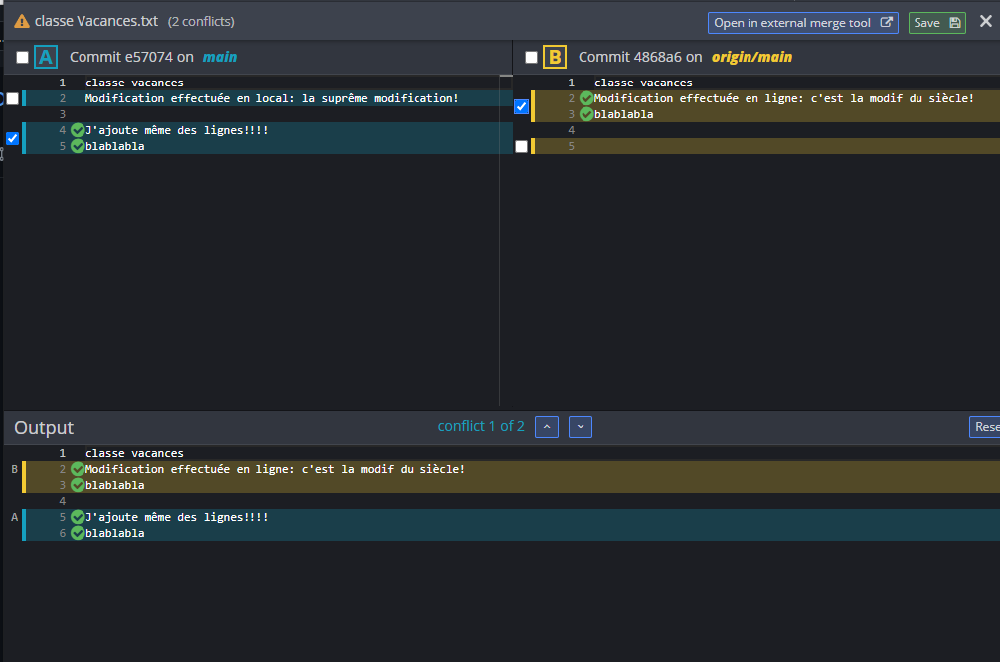 classe Vacances.txt (2 conflicts) Open in external merge tool Save
A Commit e57074 on main B Commit 4868a6 on origin/main
1 classe vacances
2 Modification effectuée en local: la suprême modification!
3
4 J'ajoute même des lignes!!!!
5 blablabla
1 classe vacances
2 Modification effectuée en ligne: c'est la modif du siècle!
3 blablabla
4
5
Output conflict 1 of 2 Rese
1 classe vacances
B 2 Modification effectuée en ligne: c'est la modif du siècle!
3 blablabla
4
A 5 J'ajoute même des lignes!!!!
6 blablabla